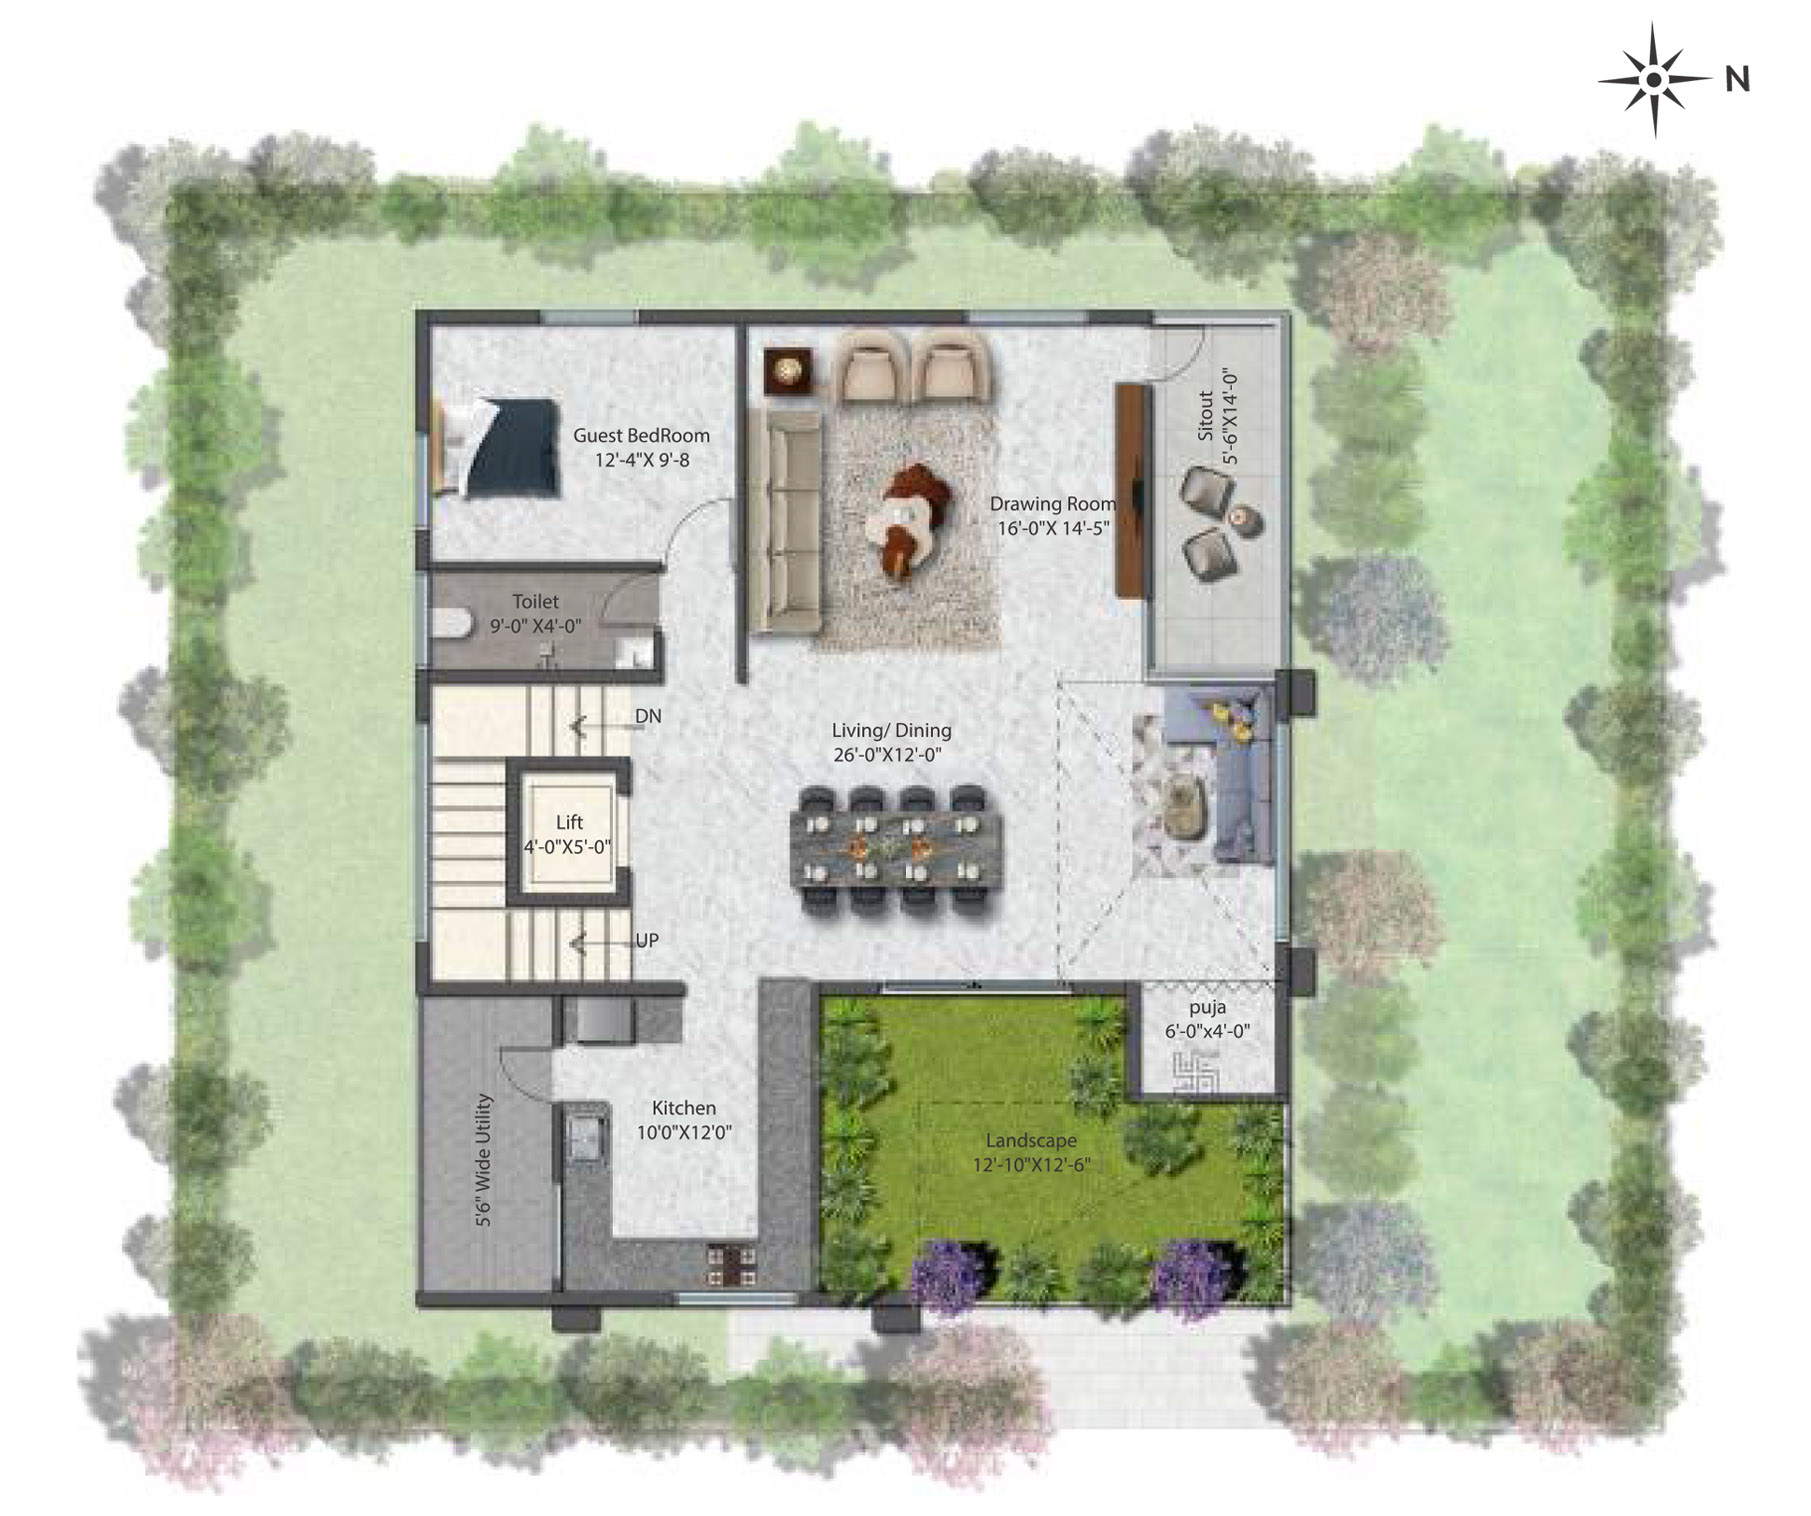 N
Guest BedRoom
12'-4"X 9'-8
Sitout
5'-6"X14'-0"
Drawing Room
16'-0"X 14'-5"
Toilet
9'-0" X4'-0"
DN
Living/ Dining
26'-0"X12'-0"
Lift
4'-0"X5'-0"
UP
puja
6'-0"x4'-0"
Kitchen
10'0"X12'0"
5'6" Wide Utility
Landscape
12'-10"X12'-6"